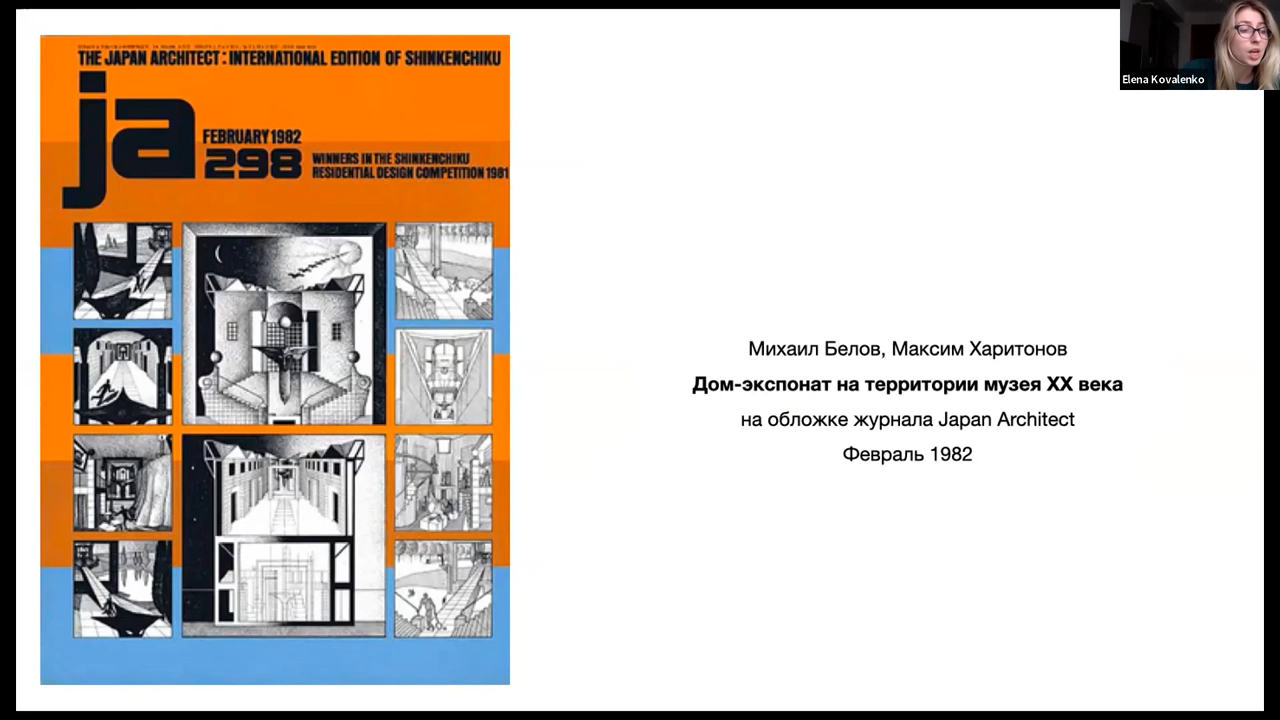 THE JAPAN ARCHITECT: INTERNATIONAL EDITION OF SHINKENCHIKU
ja
FEBRUARY 1982
298
WINNERS IN THE SHINKENCHIKU
RESIDENTIAL DESIGN COMPETITION 1981
Михаил Белов, Максим Харитонов
Дом-экспонат на территории музея XX века
на обложке журнала Japan Architect
Февраль 1982
Elena Kovalenko